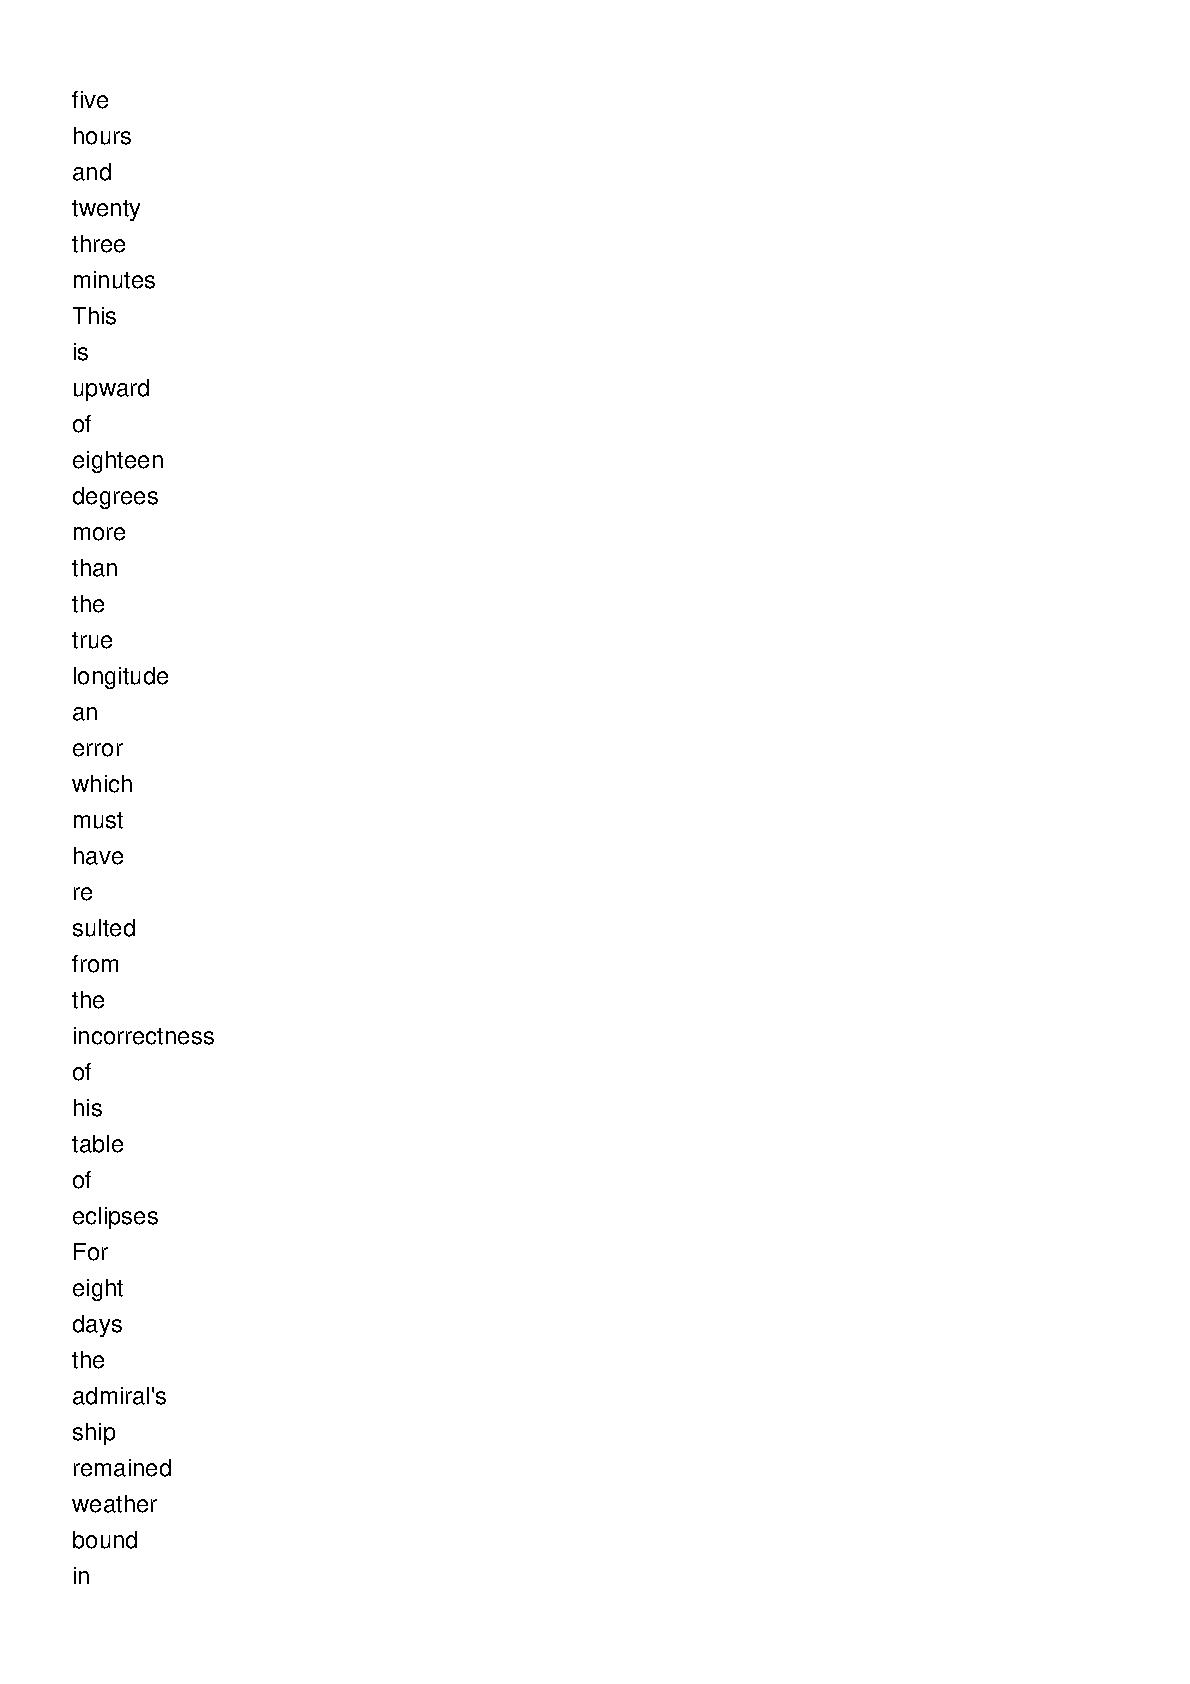 five
hours
and
twenty
three
minutes
This
is
upward
of
eighteen
degrees
more
than
the
true
longitude
an
error
which
must
have
re
sulted
from
the
incorrectness
of
his
table
of
eclipses
For
eight
days
the
admiral's
ship
remained
weather
bound
in